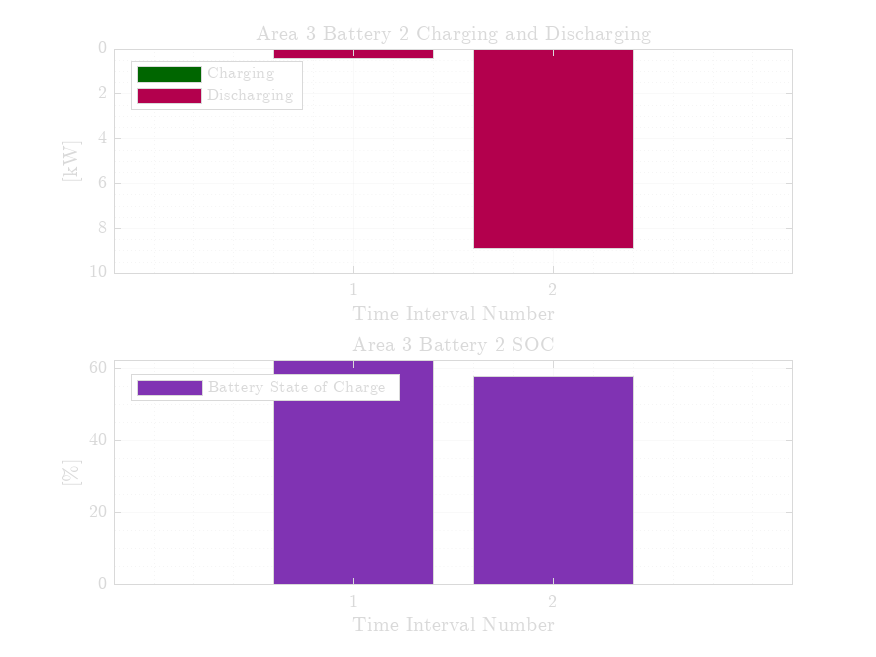 Area 3 Battery 2 Charging and Discharging
0
2
4
6
8
10
[kW]
Charging
Discharging
1 2
Time Interval Number
Area 3 Battery 2 SOC
60
40
20
0
[%]
Battery State of Charge
1 2
Time Interval Number